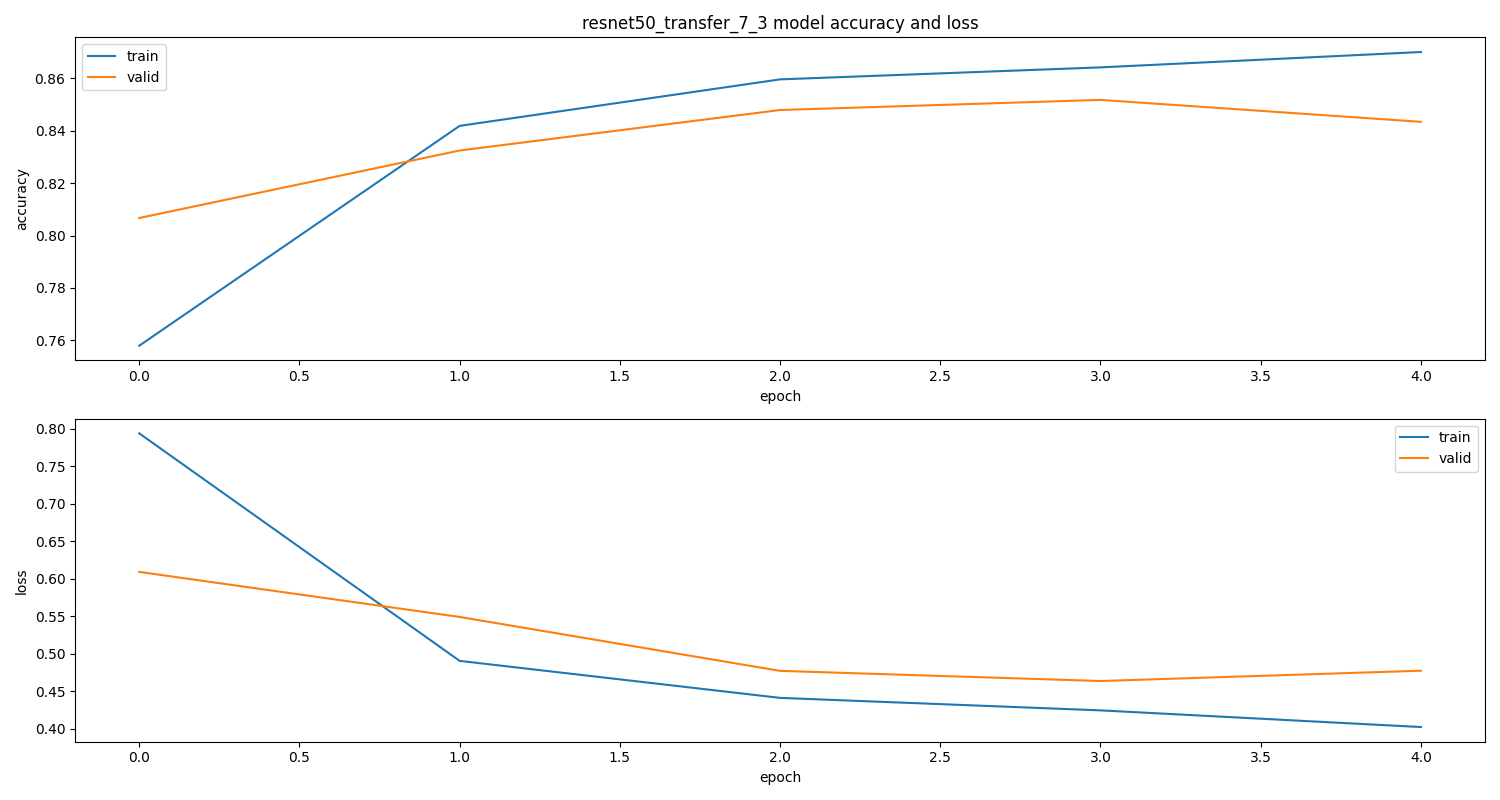 resnet50_transfer_7_3 model accuracy and loss
train
valid
0.86
0.84
0.82
0.80
0.78
0.76
accuracy
0.0 0.5 1.0 1.5 2.0 2.5 3.0 3.5 4.0
epoch
train
valid
0.80
0.75
0.70
0.65
0.60
0.55
0.50
0.45
0.40
loss
0.0 0.5 1.0 1.5 2.0 2.5 3.0 3.5 4.0
epoch